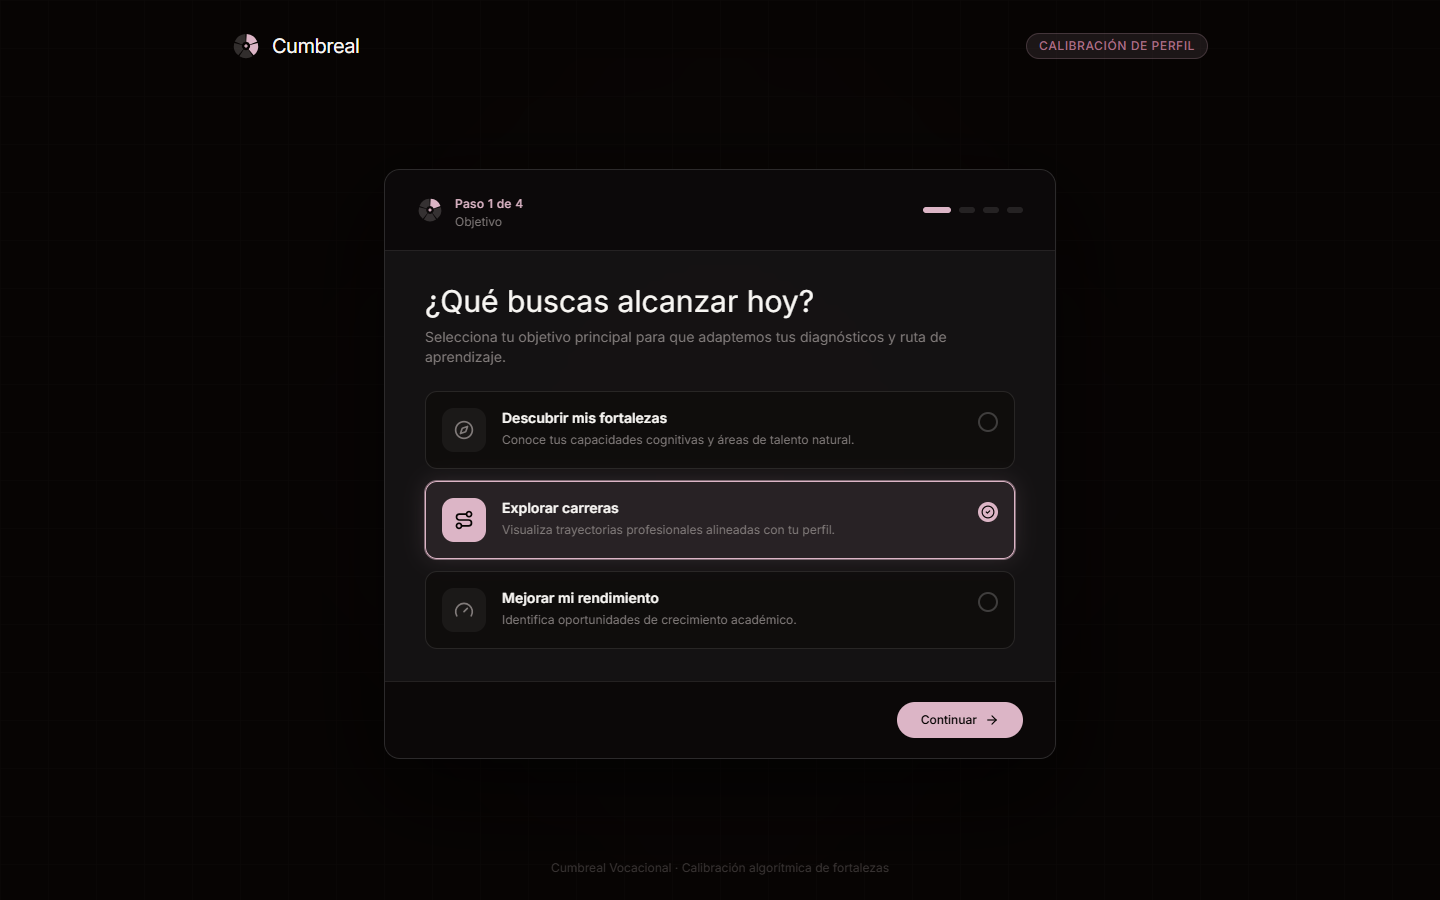 Cumbreal
CALIBRACIÓN DE PERFIL
Paso 1 de 4
Objetivo
¿Qué buscas alcanzar hoy?
Selecciona tu objetivo principal para que adaptemos tus diagnósticos y ruta de
aprendizaje.
Descubrir mis fortalezas
Conoce tus capacidades cognitivas y áreas de talento natural.
Explorar carreras
Visualiza trayectorias profesionales alineadas con tu perfil.
Mejorar mi rendimiento
Identifica oportunidades de crecimiento académico.
Continuar
Cumbreal Vocacional · Calibración algorítmica de fortalezas